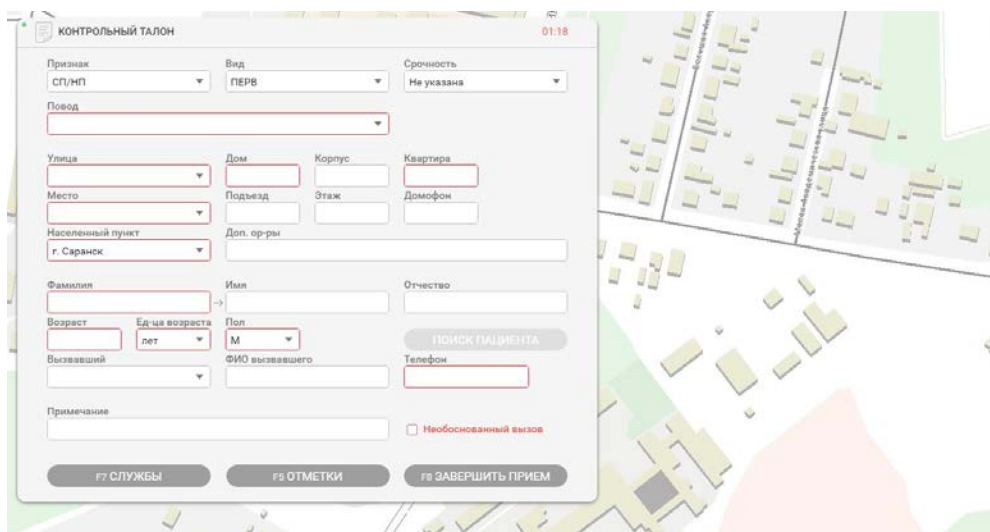 КОНТРОЛЬНЫЙ ТАЛОН 01:18
Признак Вид Срочность
СП/НП ПЕРВ Не указана
Повод
Улица Дом Корпус Квартира
Место Подъезд Этаж Домофон
Населенный пункт Доп. ор-ры
г. Саранск
Фамилия Имя Отчество
Возраст Ед-ца возраста Пол
лет М ПОИСК ПАЦИЕНТА
Вызвавший ФИО вызвавшего Телефон
Примечание
Необоснованный вызов
F7 СЛУЖБЫ F5 ОТМЕТКИ F8 ЗАВЕРШИТЬ ПРИЕМ